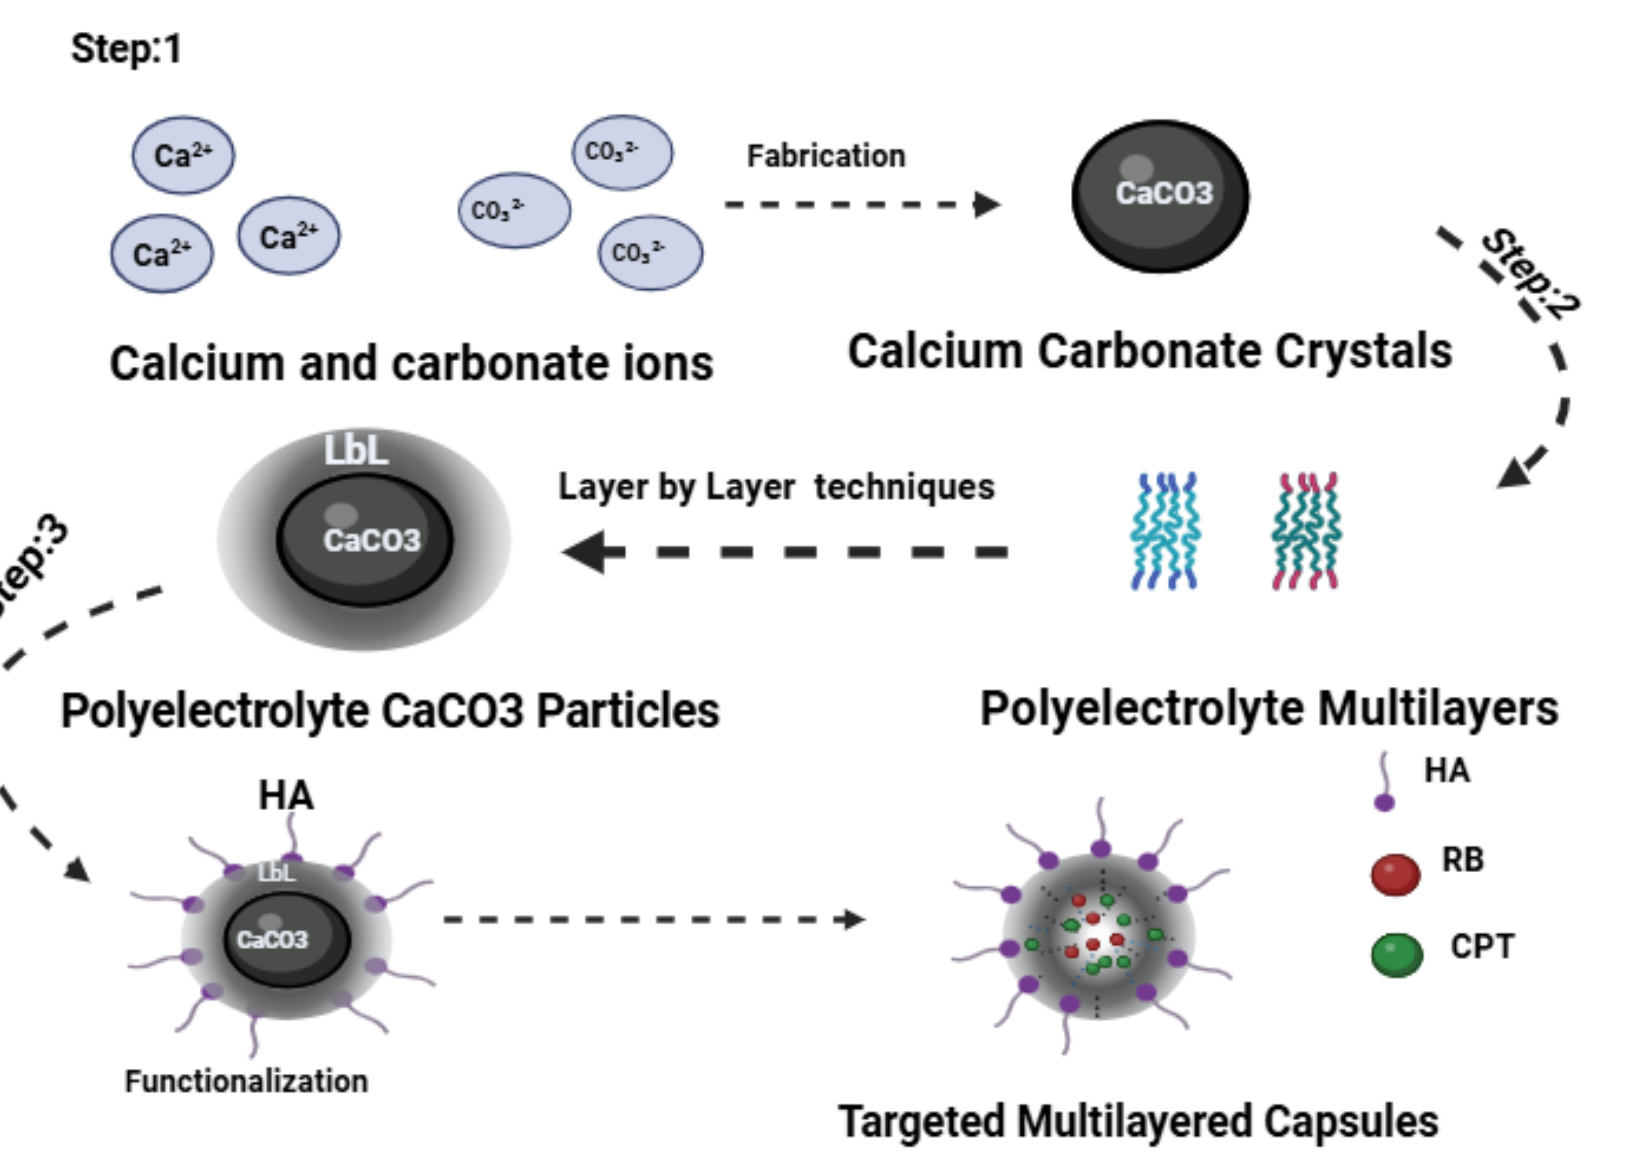 Step:1
Ca²⁺
Ca²⁺
Ca²⁺
CO₃²⁻
CO₃²⁻
CO₃²⁻
Fabrication
CaCO3
Step:2
Calcium and carbonate ions
Calcium Carbonate Crystals
LbL
CaCO3
Layer by Layer techniques
Step:3
Polyelectrolyte CaCO3 Particles
Polyelectrolyte Multilayers
HA
LbL
CaCO3
Functionalization
HA
RB
CPT
Targeted Multilayered Capsules